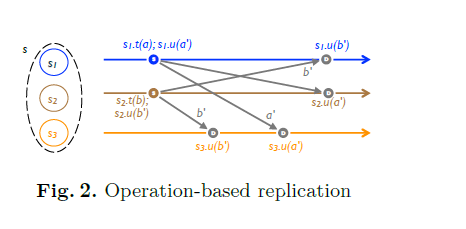 s
s₁.t(a); s₁.u(a')
s₁.u(b')
s₁
b'
s₂
s₂.t(b);
s₂.u(b')
s₂.u(a')
b'
a'
s₃
s₃.u(b')
s₃.u(a')
Fig. 2. Operation-based replication